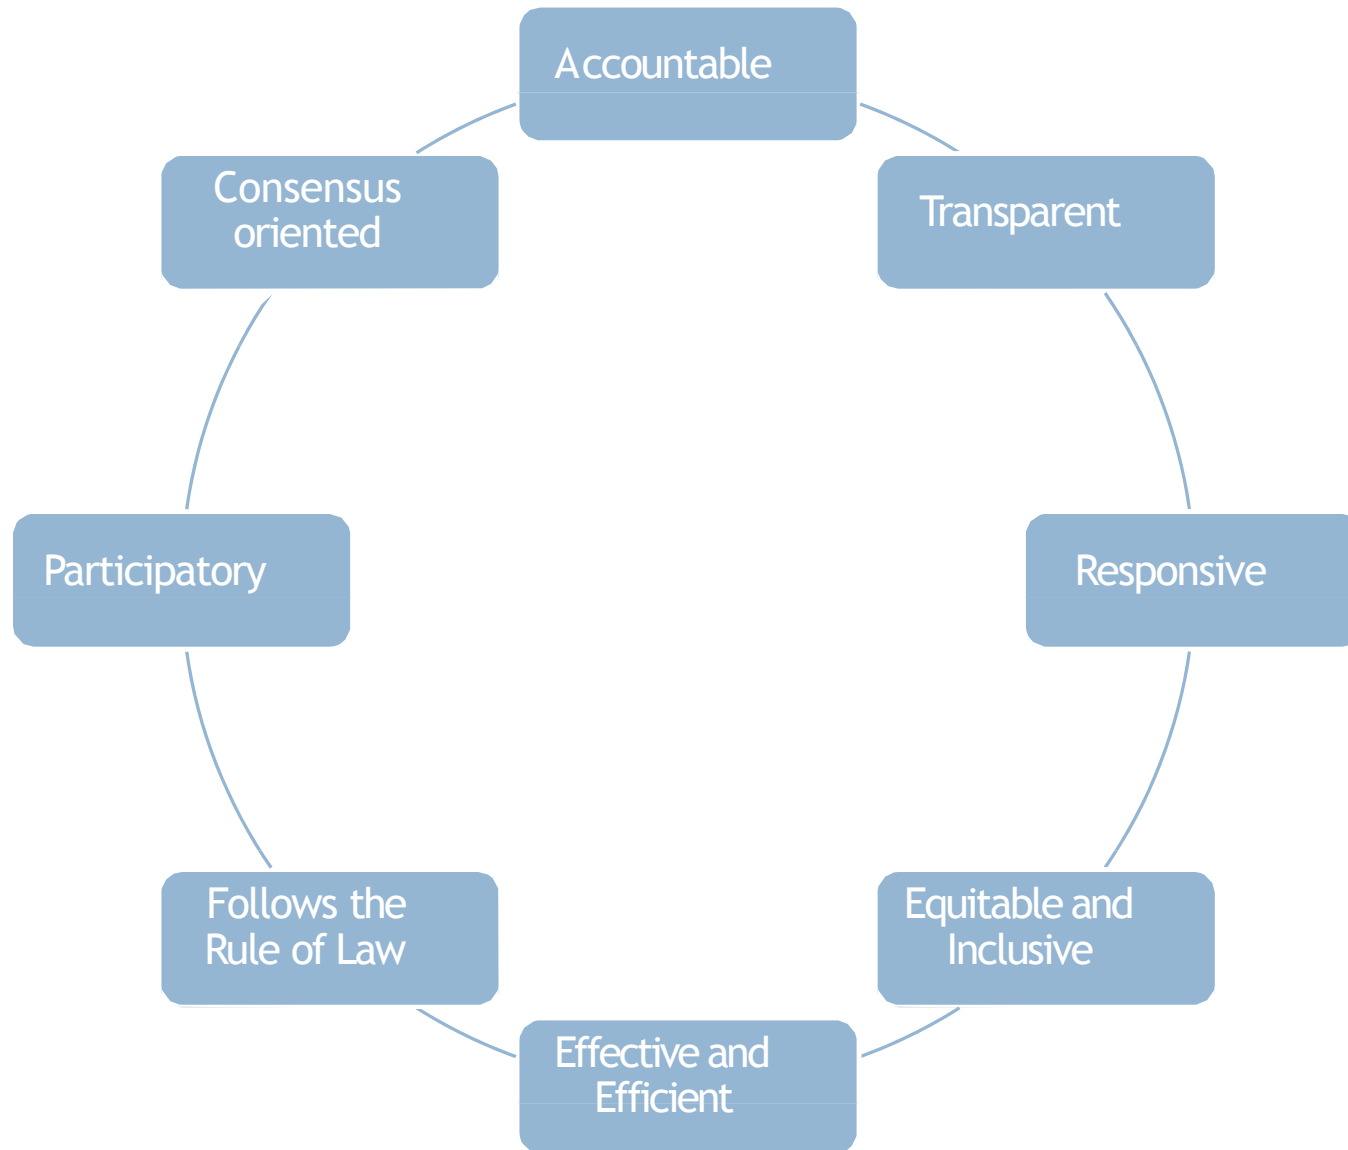 Accountable
Consensus
oriented
Transparent
Participatory
Responsive
Follows the
Rule of Law
Equitable and
Inclusive
Effective and
Efficient